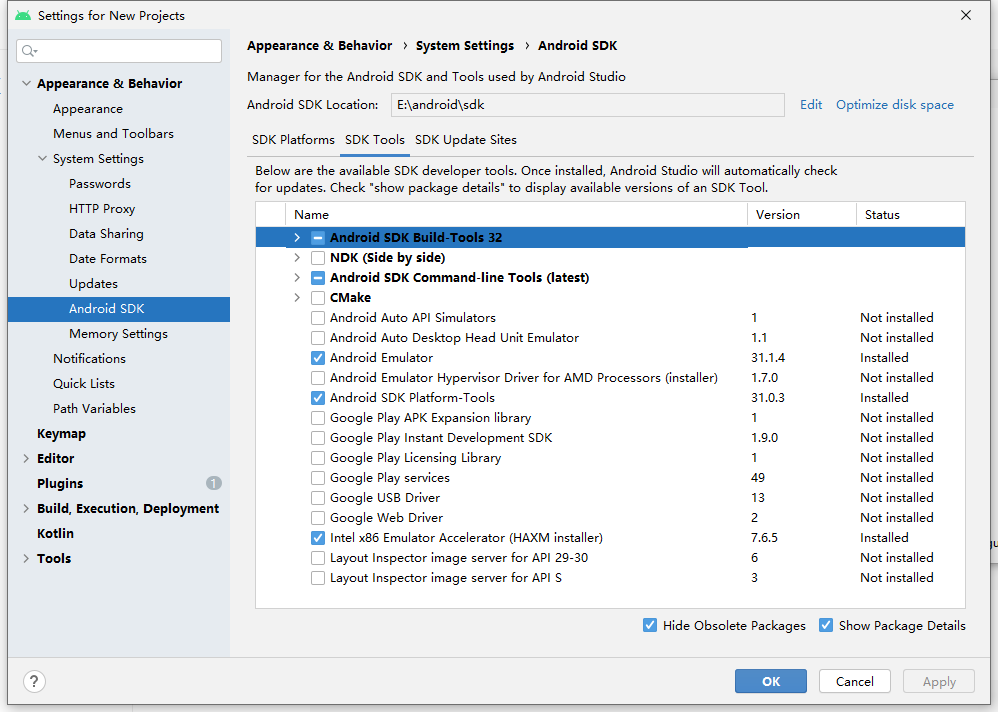 Settings for New Projects
Appearance & Behavior
Appearance
Menus and Toolbars
System Settings
Passwords
HTTP Proxy
Data Sharing
Date Formats
Updates
Android SDK
Memory Settings
Notifications
Quick Lists
Path Variables
Keymap
Editor
Plugins 1
Build, Execution, Deployment
Kotlin
Tools
Appearance & Behavior › System Settings › Android SDK
Manager for the Android SDK and Tools used by Android Studio
Android SDK Location: E:\android\sdk Edit Optimize disk space
SDK Platforms SDK Tools SDK Update Sites
Below are the available SDK developer tools. Once installed, Android Studio will automatically check
for updates. Check "show package details" to display available versions of an SDK Tool.
Name Version Status
Android SDK Build-Tools 32
NDK (Side by side)
Android SDK Command-line Tools (latest)
CMake
Android Auto API Simulators 1 Not installed
Android Auto Desktop Head Unit Emulator 1.1 Not installed
Android Emulator 31.1.4 Installed
Android Emulator Hypervisor Driver for AMD Processors (installer) 1.7.0 Not installed
Android SDK Platform-Tools 31.0.3 Installed
Google Play APK Expansion library 1 Not installed
Google Play Instant Development SDK 1.9.0 Not installed
Google Play Licensing Library 1 Not installed
Google Play services 49 Not installed
Google USB Driver 13 Not installed
Google Web Driver 2 Not installed
Intel x86 Emulator Accelerator (HAXM installer) 7.6.5 Installed
Layout Inspector image server for API 29-30 6 Not installed
Layout Inspector image server for API S 3 Not installed
Hide Obsolete Packages Show Package Details
? OK Cancel Apply